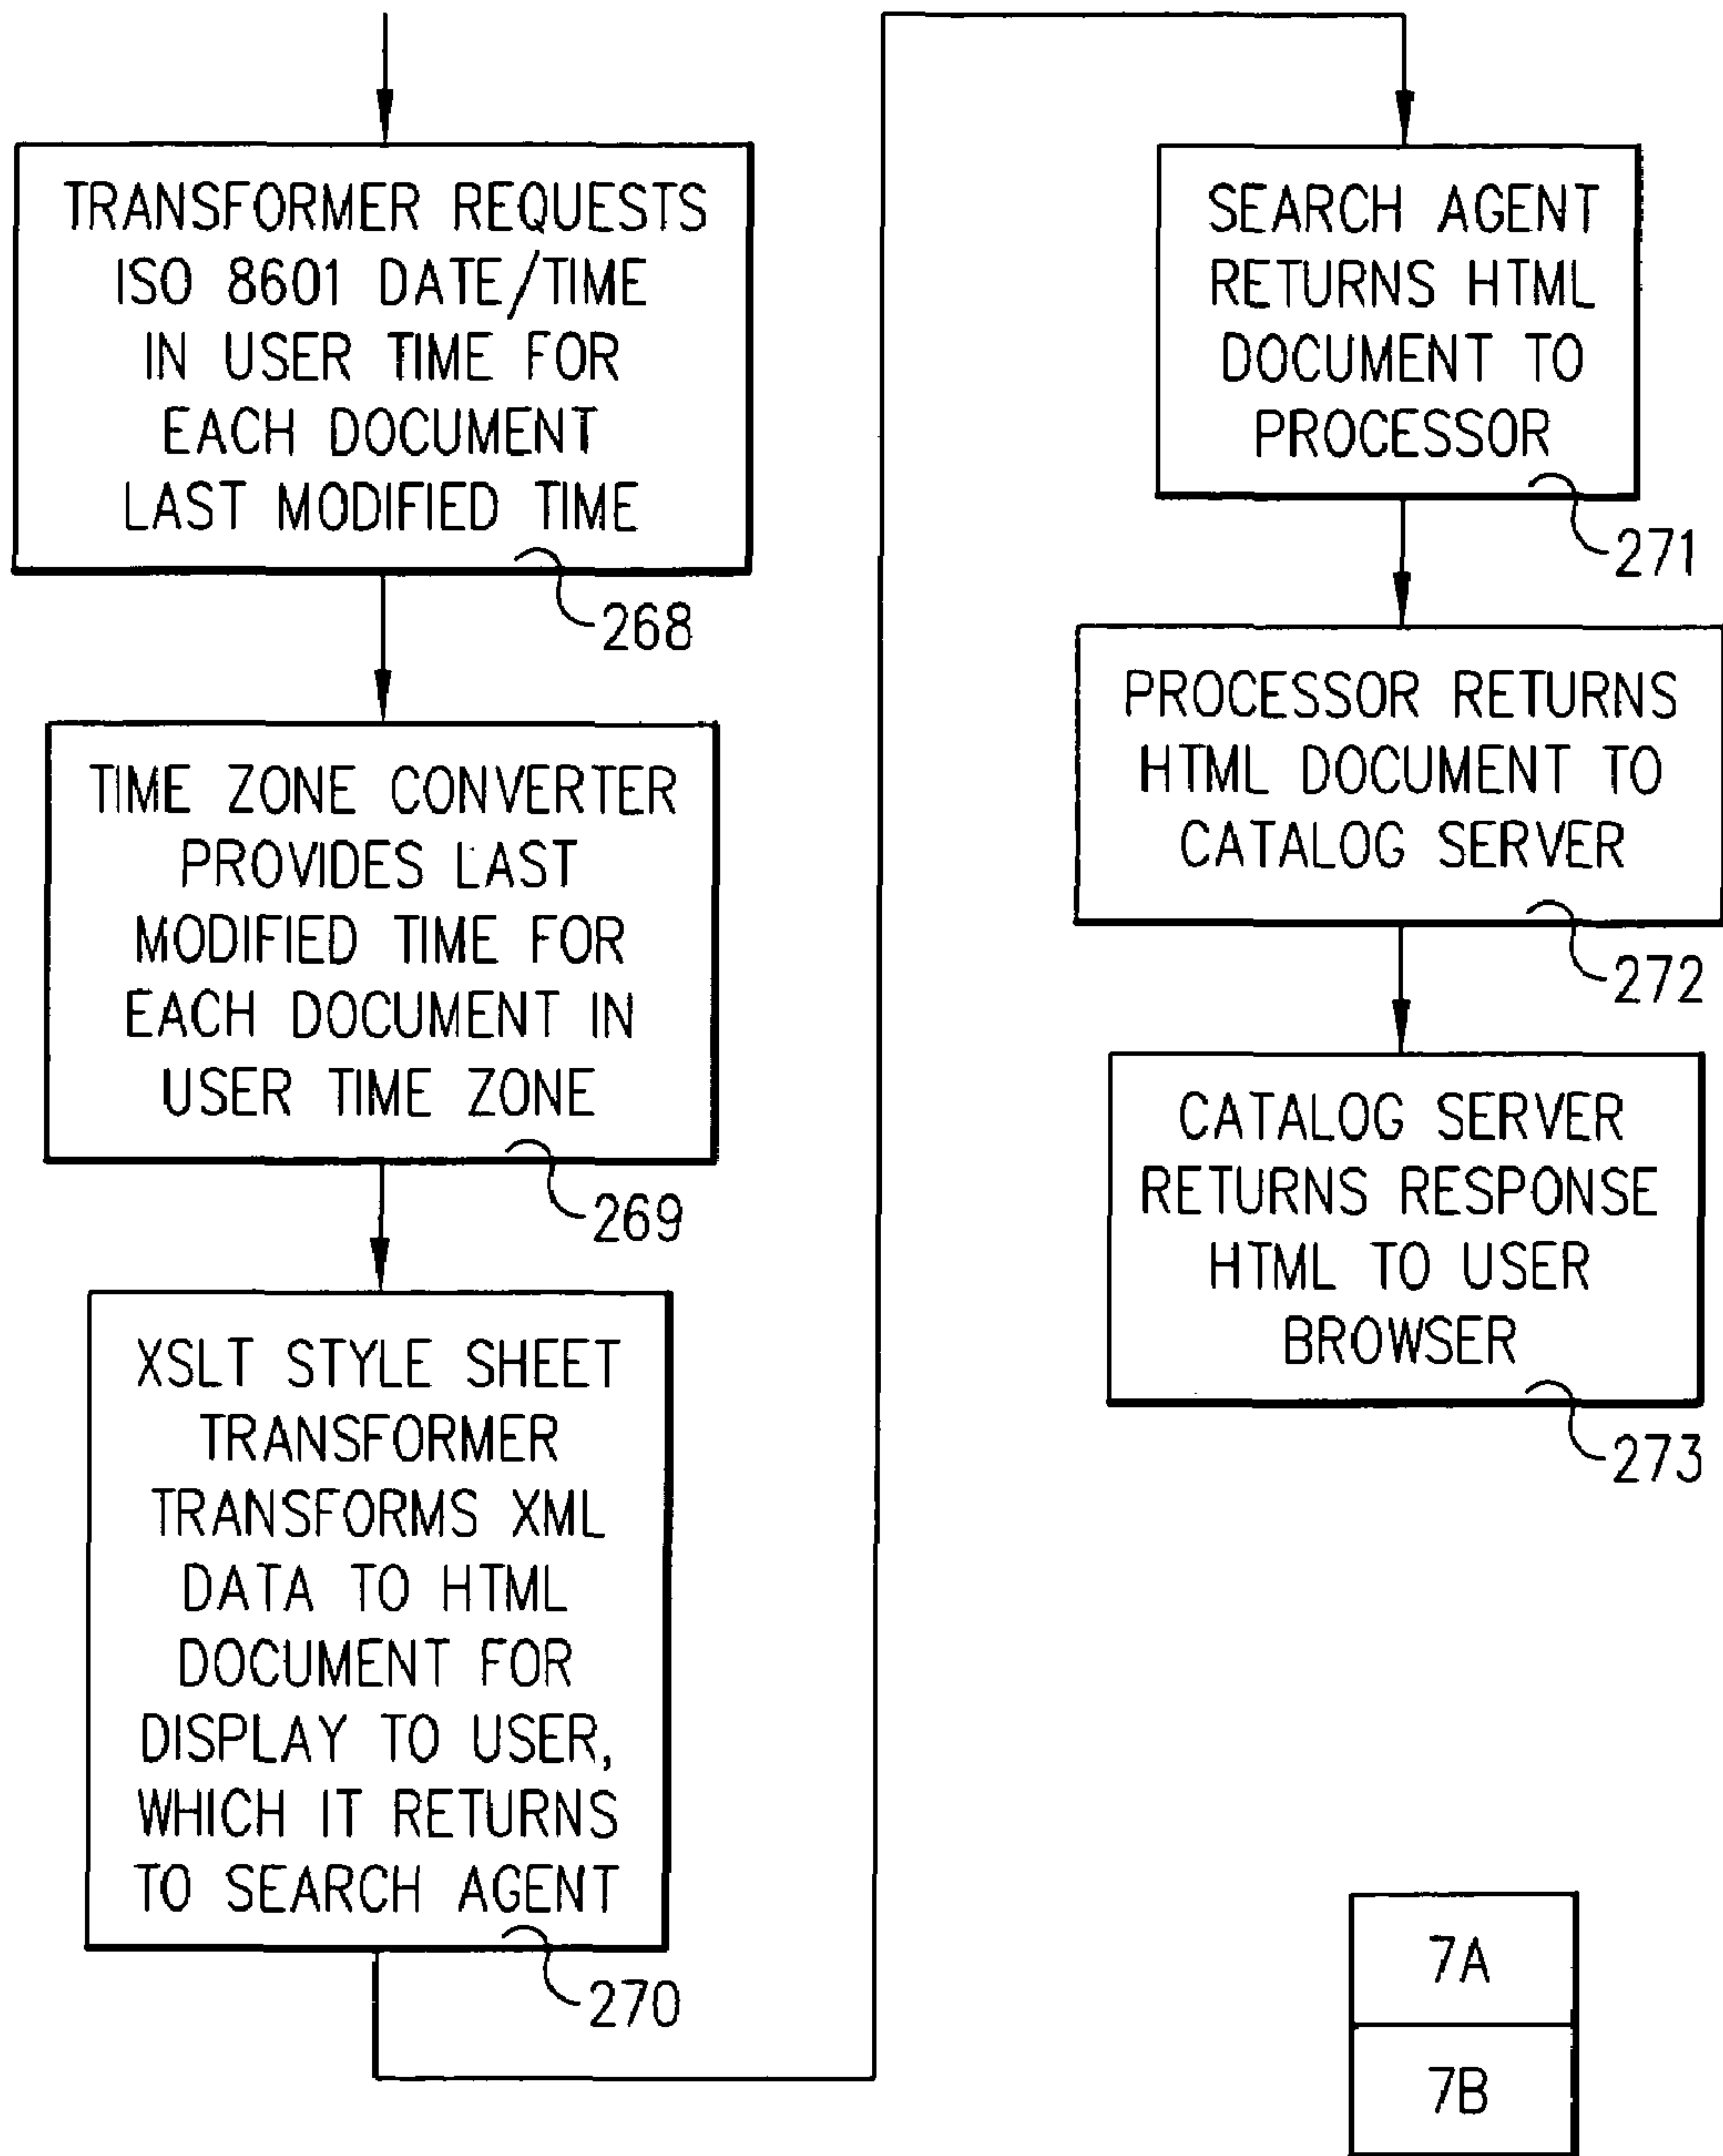 TRANSFORMER REQUESTS
ISO 8601 DATE/TIME
IN USER TIME FOR
EACH DOCUMENT
LAST MODIFIED TIME
268
TIME ZONE CONVERTER
PROVIDES LAST
MODIFIED TIME FOR
EACH DOCUMENT IN
USER TIME ZONE
269
XSLT STYLE SHEET
TRANSFORMER
TRANSFORMS XML
DATA TO HTML
DOCUMENT FOR
DISPLAY TO USER,
WHICH IT RETURNS
TO SEARCH AGENT
270
SEARCH AGENT
RETURNS HTML
DOCUMENT TO
PROCESSOR
271
PROCESSOR RETURNS
HTML DOCUMENT TO
CATALOG SERVER
272
CATALOG SERVER
RETURNS RESPONSE
HTML TO USER
BROWSER
273
7A
7B